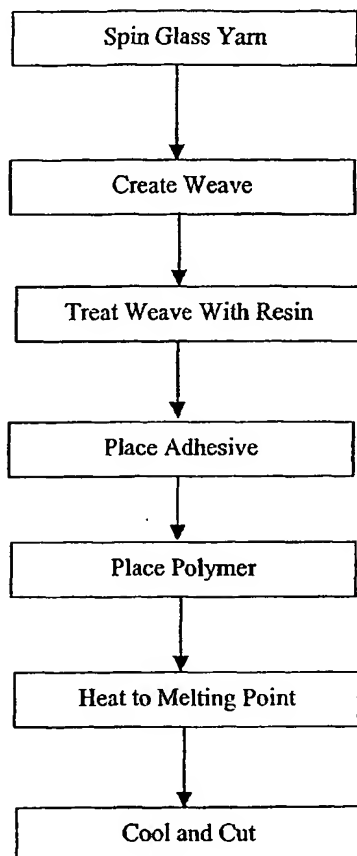 Spin Glass Yarn
Create Weave
Treat Weave With Resin
Place Adhesive
Place Polymer
Heat to Melting Point
Cool and Cut